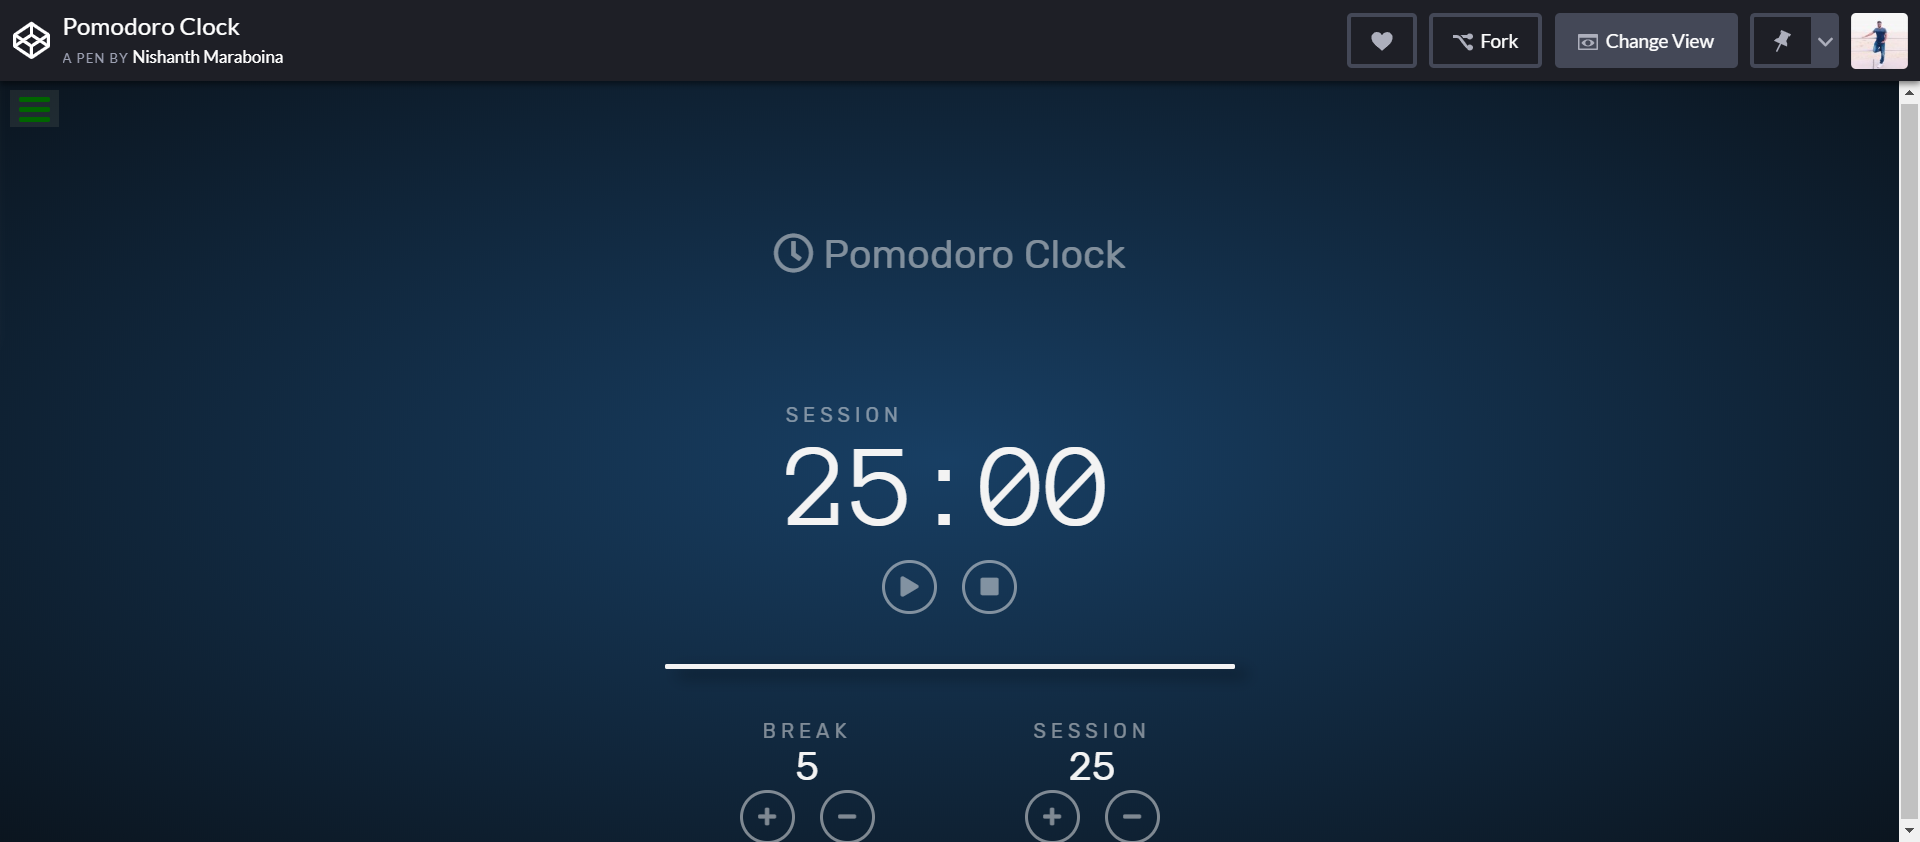 Pomodoro Clock
A PEN BY Nishanth Maraboina
Fork
Change View
Pomodoro Clock
SESSION
25:00
BREAK
5
SESSION
25